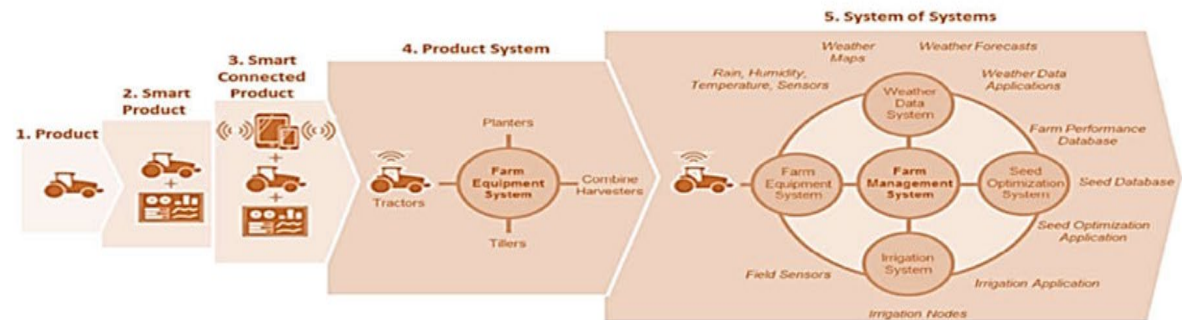 1. Product
2. Smart
Product
3. Smart
Connected
Product
4. Product System
Planters
Tractors
Farm
Equipment
System
Combine
Harvesters
Tillers
5. System of Systems
Weather
Maps
Weather Forecasts
Rain, Humidity,
Temperature, Sensors
Weather
Data
System
Weather Data
Applications
Farm Performance
Database
Farm
Equipment
System
Farm
Management
System
Seed
Optimization
System
Seed Database
Seed Optimization
Application
Field Sensors
Irrigation
System
Irrigation Application
Irrigation Nodes